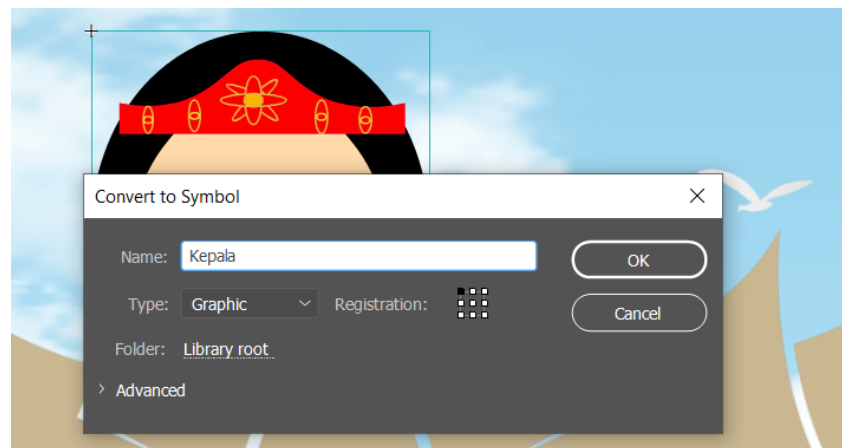 Convert to Symbol
Name: Kepala
OK
Type: Graphic Registration:
Cancel
Folder: Library root
Advanced